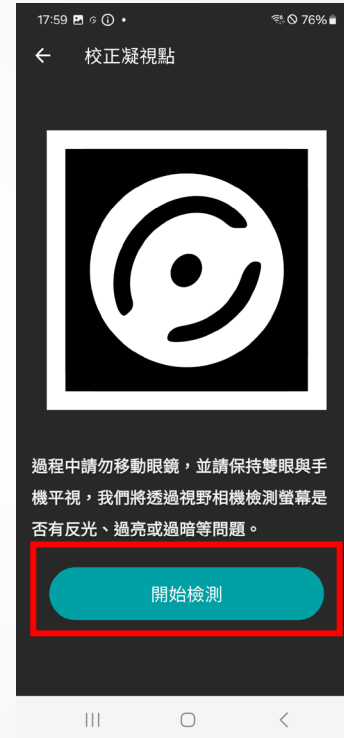 17:59
76%
校正凝視點
過程中請勿移動眼鏡，並請保持雙眼與手
機平視，我們將透過視野相機檢測螢幕是
否有反光、過亮或過暗等問題。
開始檢測